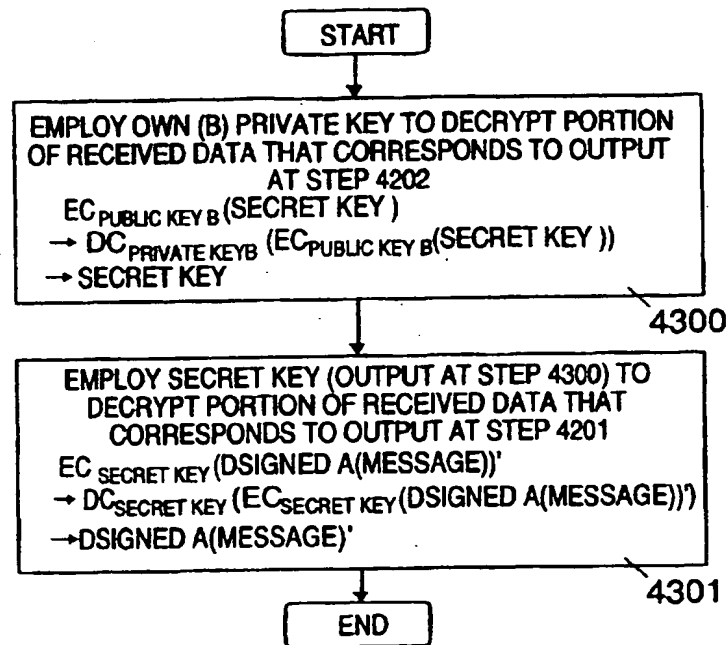 START
EMPLOY OWN (B) PRIVATE KEY TO DECRYPT PORTION
OF RECEIVED DATA THAT CORRESPONDS TO OUTPUT
AT STEP 4202
EC PUBLIC KEY B (SECRET KEY )
→ DC PRIVATE KEYB (EC PUBLIC KEY B(SECRET KEY ))
→ SECRET KEY
4300
EMPLOY SECRET KEY (OUTPUT AT STEP 4300) TO
DECRYPT PORTION OF RECEIVED DATA THAT
CORRESPONDS TO OUTPUT AT STEP 4201
EC SECRET KEY (DSIGNED A(MESSAGE))'
→ DC SECRET KEY (EC SECRET KEY (DSIGNED A(MESSAGE))')
→DSIGNED A(MESSAGE)'
4301
END